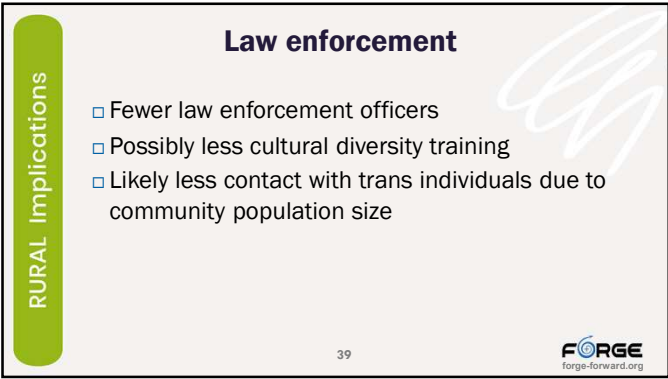 Law enforcement
RURAL Implications
□ Fewer law enforcement officers
□ Possibly less cultural diversity training
□ Likely less contact with trans individuals due to
community population size
39
FORGE
forge-forward.org